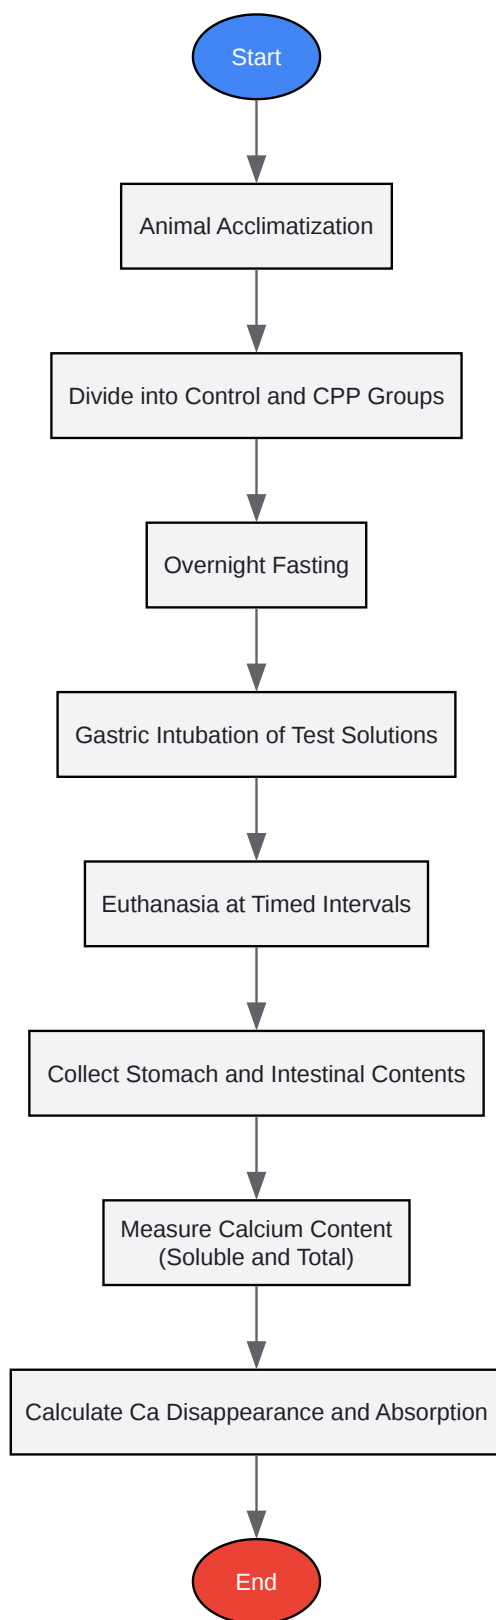 Start
Animal Acclimatization
Divide into Control and CPP Groups
Overnight Fasting
Gastric Intubation of Test Solutions
Euthanasia at Timed Intervals
Collect Stomach and Intestinal Contents
Measure Calcium Content
(Soluble and Total)
Calculate Ca Disappearance and Absorption
End